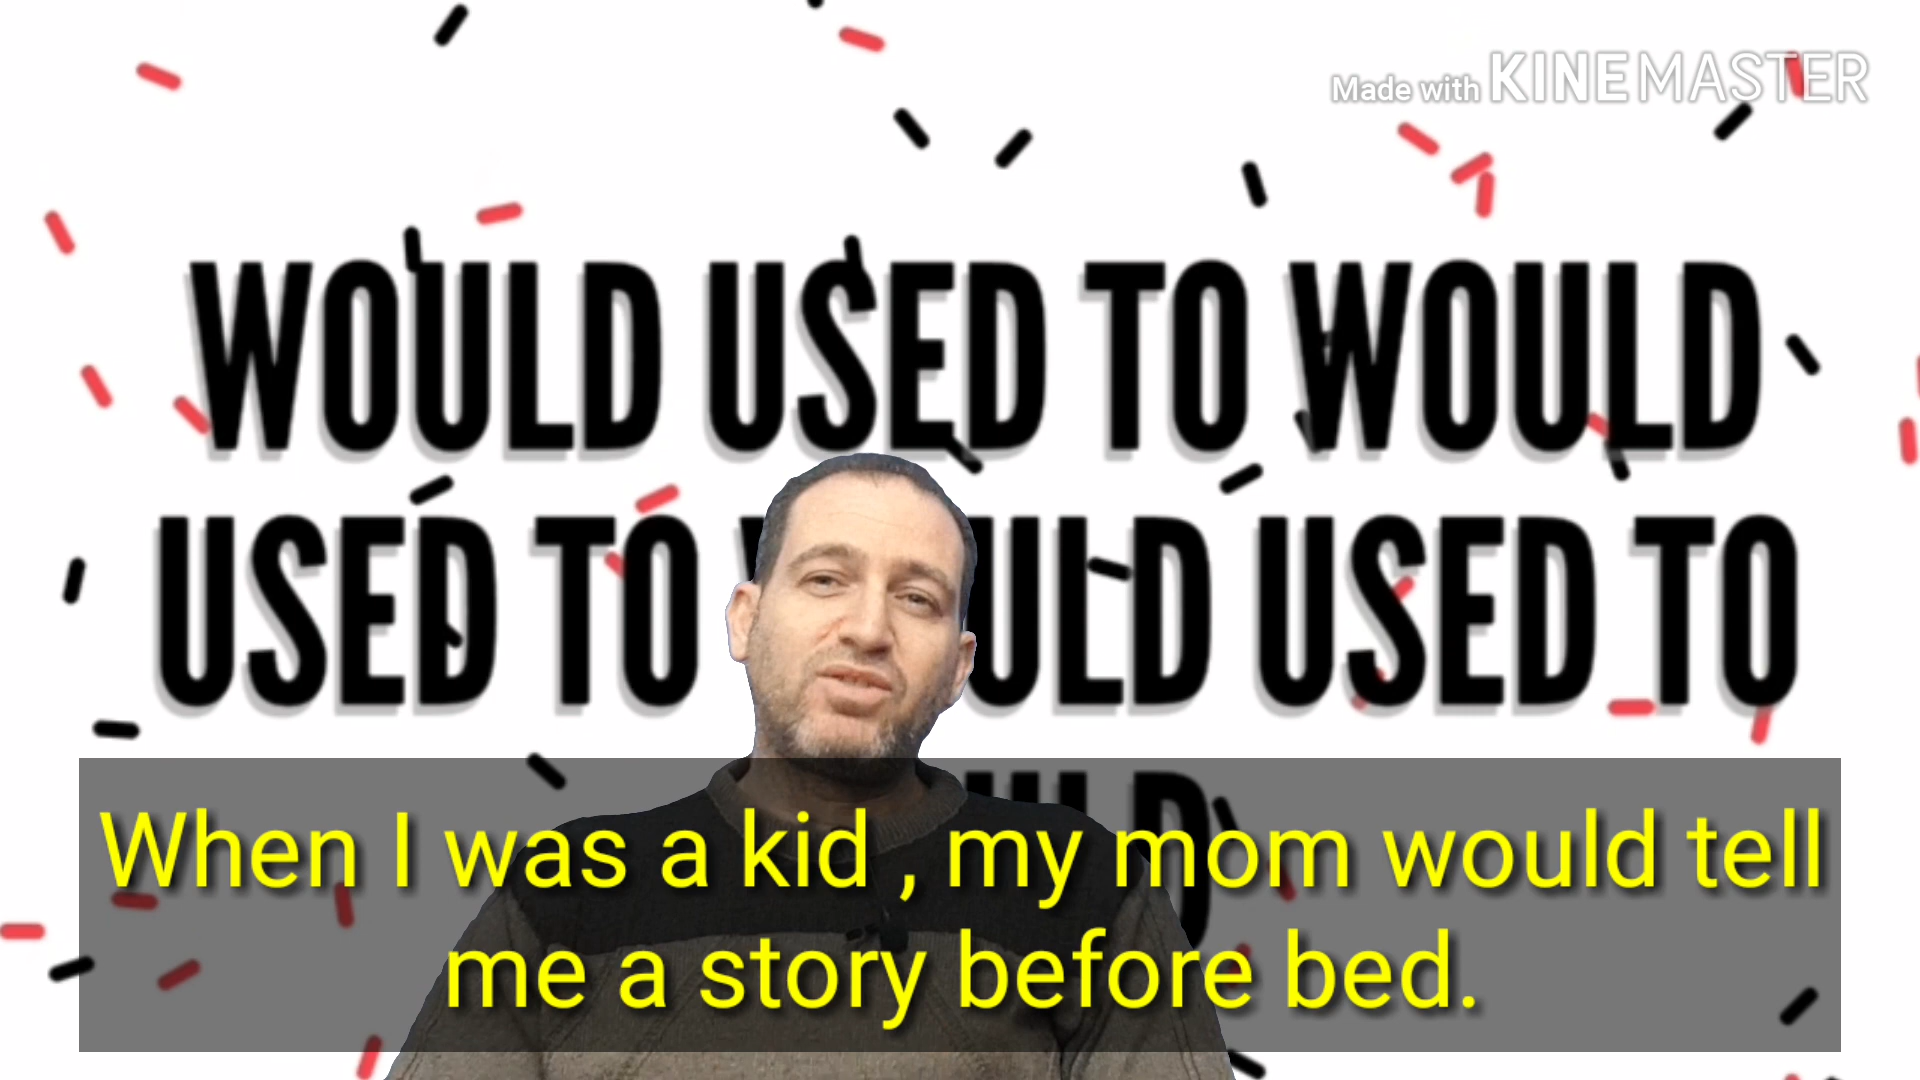 Made with KINEMASTER
WOULD USED TO WOULD
USED TO WOULD USED TO
When I was a kid , my mom would tell
me a story before bed.